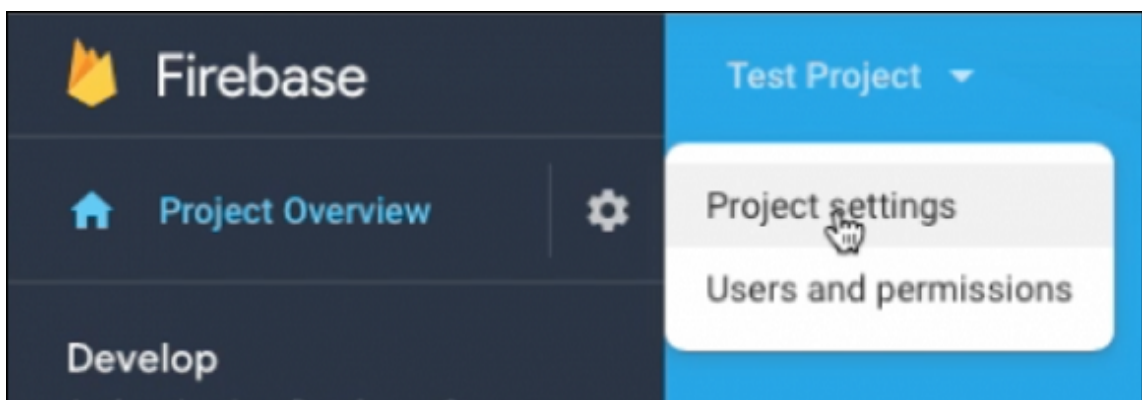 Firebase
Test Project
Project Overview
Project settings
Users and permissions
Develop